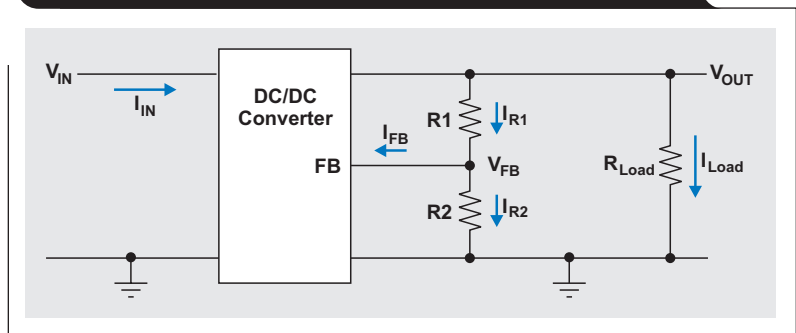 V_IN
I_IN
DC/DC
Converter
FB
I_FB
R1
I_R1
V_FB
R2
I_R2
V_OUT
R_Load
I_Load